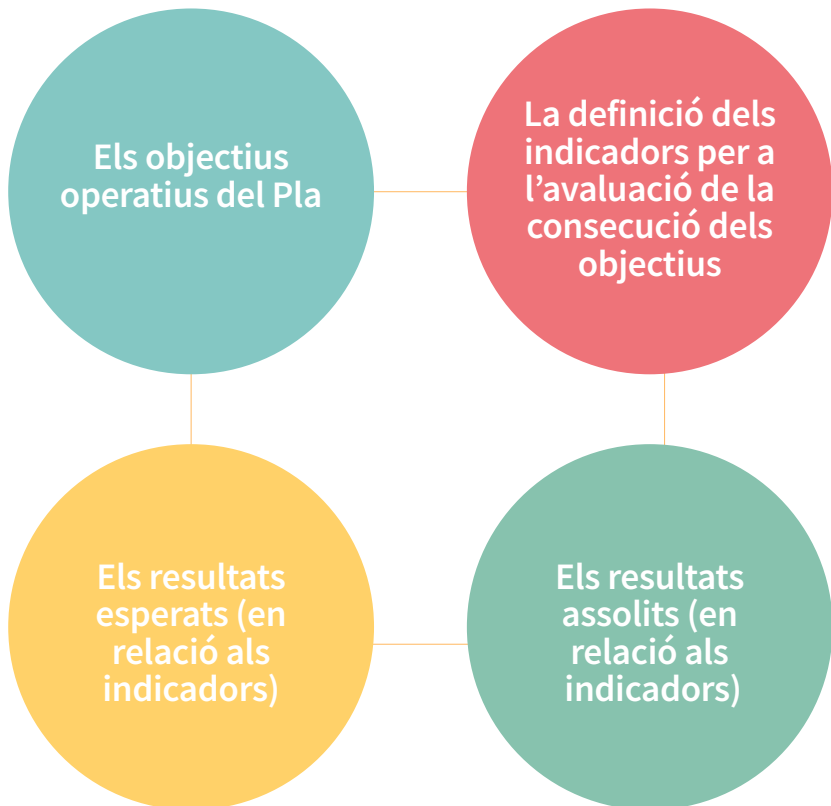 Els objectius
operatius del Pla
La definició dels
indicadors per a
l’avaluació de la
consecució dels
objectius
Els resultats
esperats (en
relació als
indicadors)
Els resultats
assolits (en
relació als
indicadors)